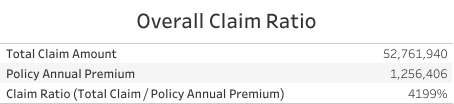 Overall Claim Ratio
Total Claim Amount 52,761,940
Policy Annual Premium 1,256,406
Claim Ratio (Total Claim / Policy Annual Premium) 4199%